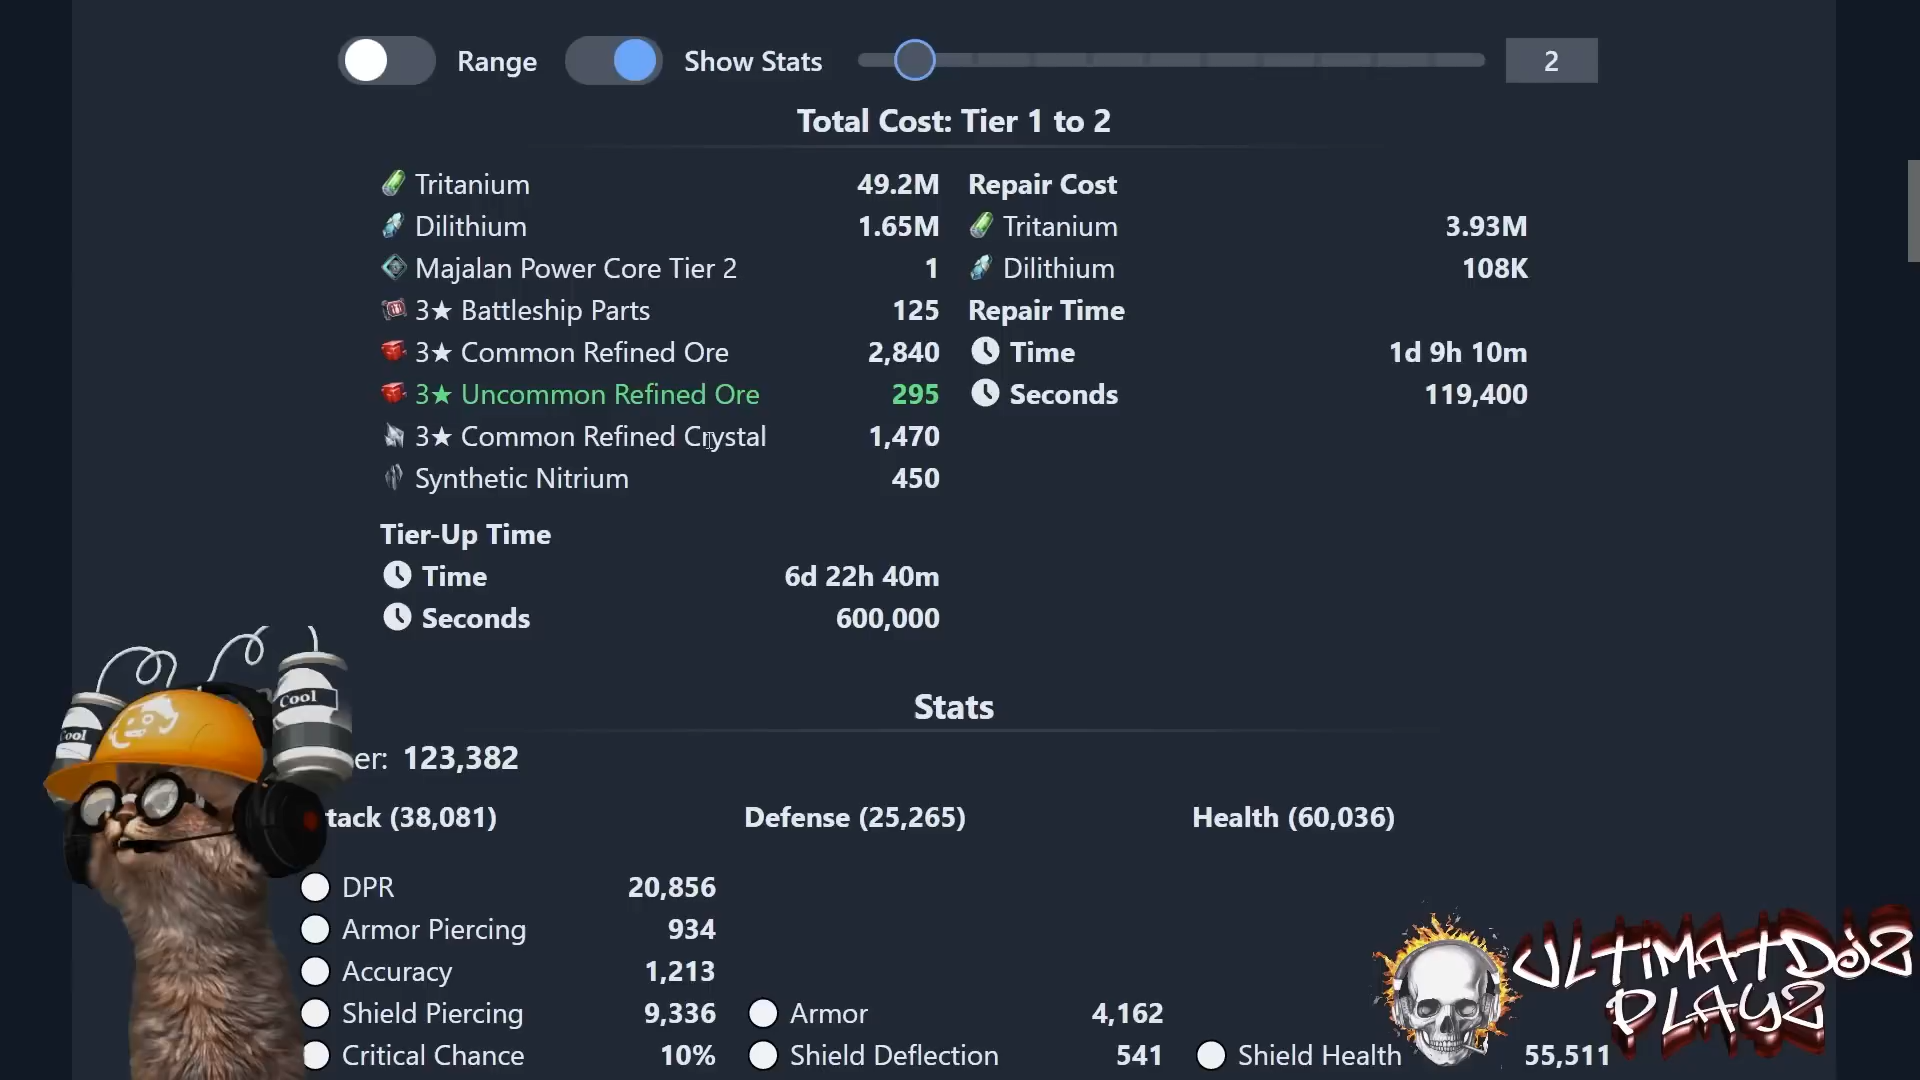 Range Show Stats 2
Total Cost: Tier 1 to 2
Tritanium 49.2M
Dilithium 1.65M
Majalan Power Core Tier 2 1
3★ Battleship Parts 125
3★ Common Refined Ore 2,840
3★ Uncommon Refined Ore 295
3★ Common Refined Crystal 1,470
Synthetic Nitrium 450
Repair Cost
Tritanium 3.93M
Dilithium 108K
Repair Time
Time 1d 9h 10m
Seconds 119,400
Tier-Up Time
Time 6d 22h 40m
Seconds 600,000
Stats
er: 123,382
tack (38,081) Defense (25,265) Health (60,036)
DPR 20,856
Armor Piercing 934
Accuracy 1,213
Shield Piercing 9,336 Armor 4,162
Critical Chance 10% Shield Deflection 541 Shield Health 55,511
Cool
ool
ULTiMATDJZ
PLAYZ